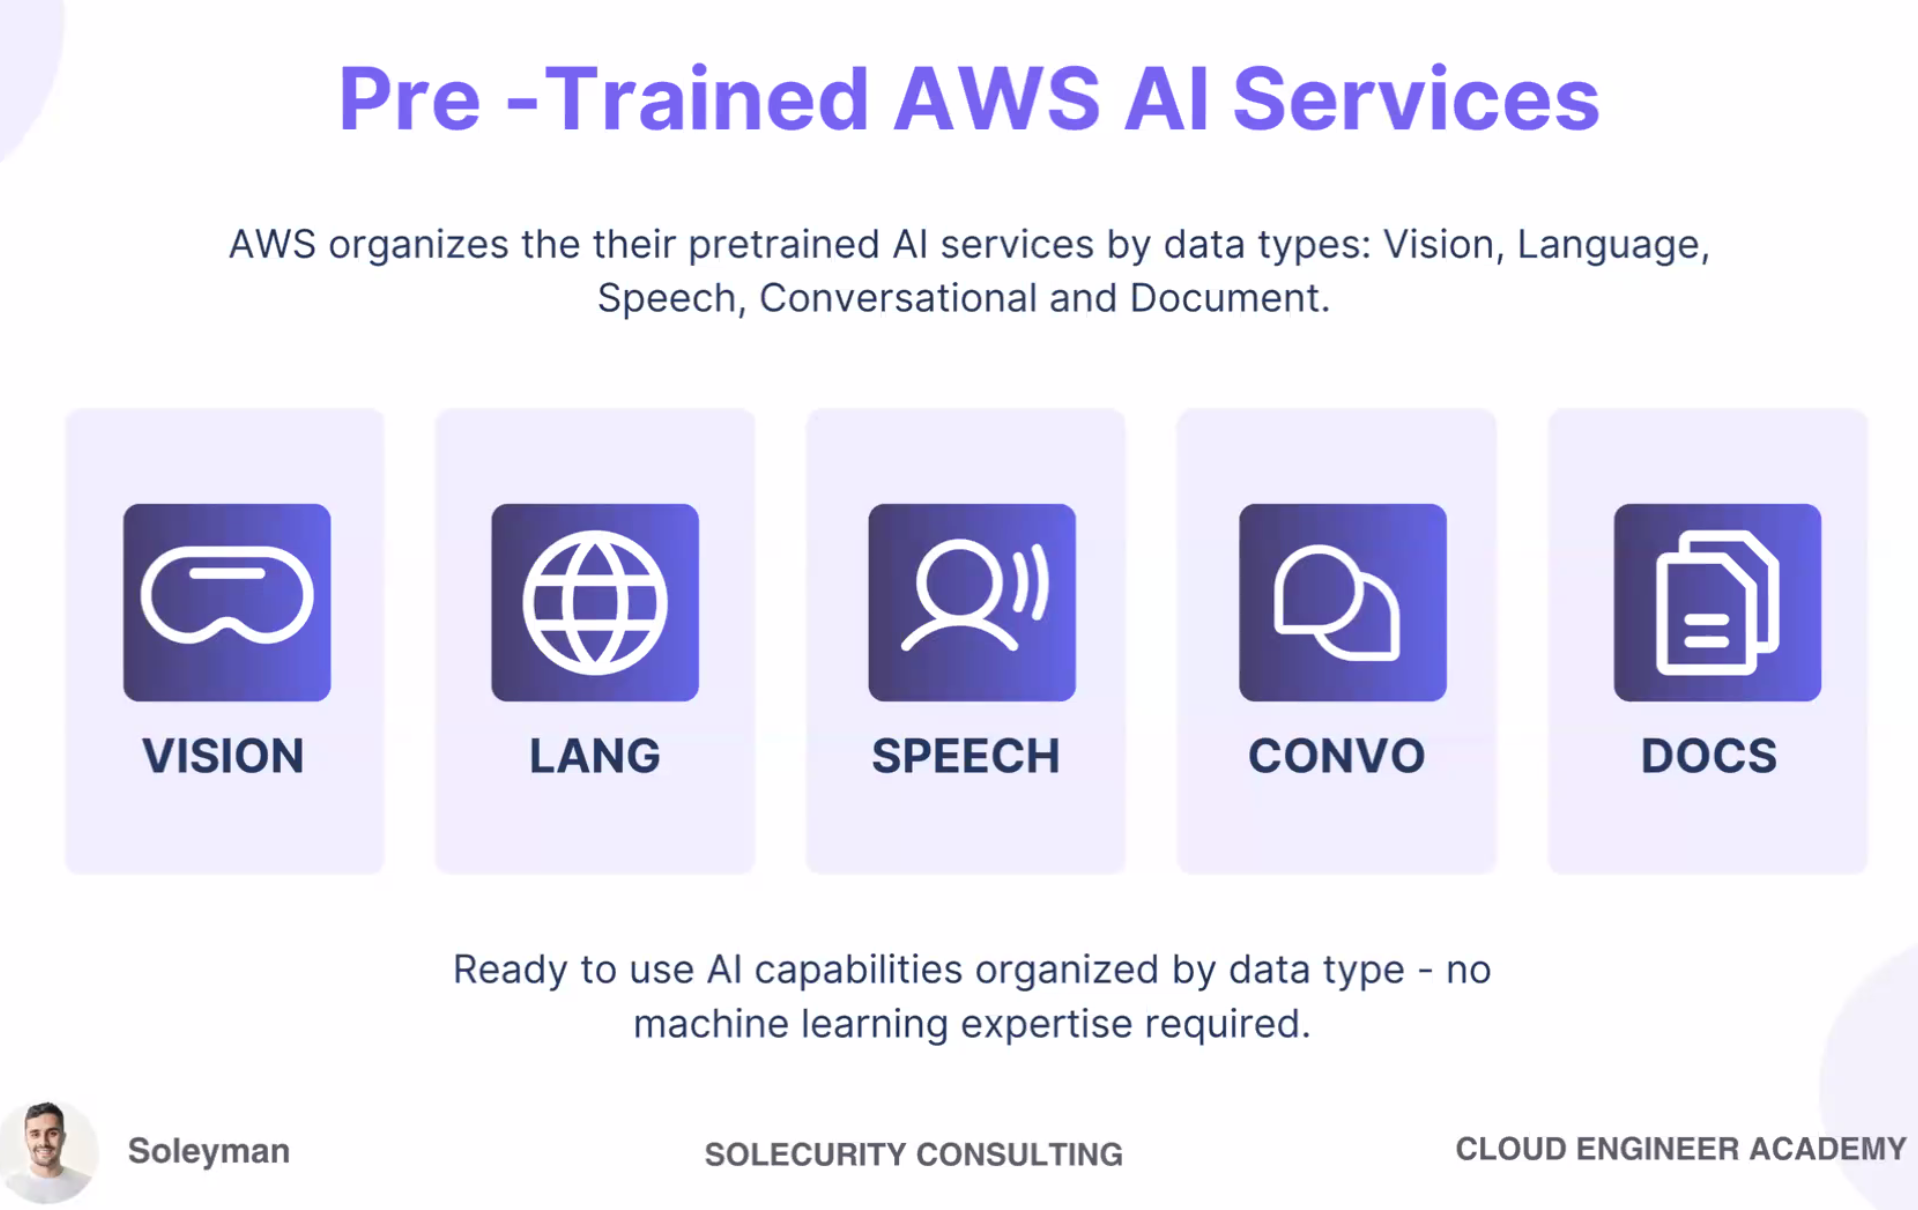 Pre -Trained AWS AI Services
AWS organizes the their pretrained AI services by data types: Vision, Language,
Speech, Conversational and Document.
VISION
LANG
SPEECH
CONVO
DOCS
Ready to use AI capabilities organized by data type - no
machine learning expertise required.
Soleyman
SOLECURITY CONSULTING
CLOUD ENGINEER ACADEMY